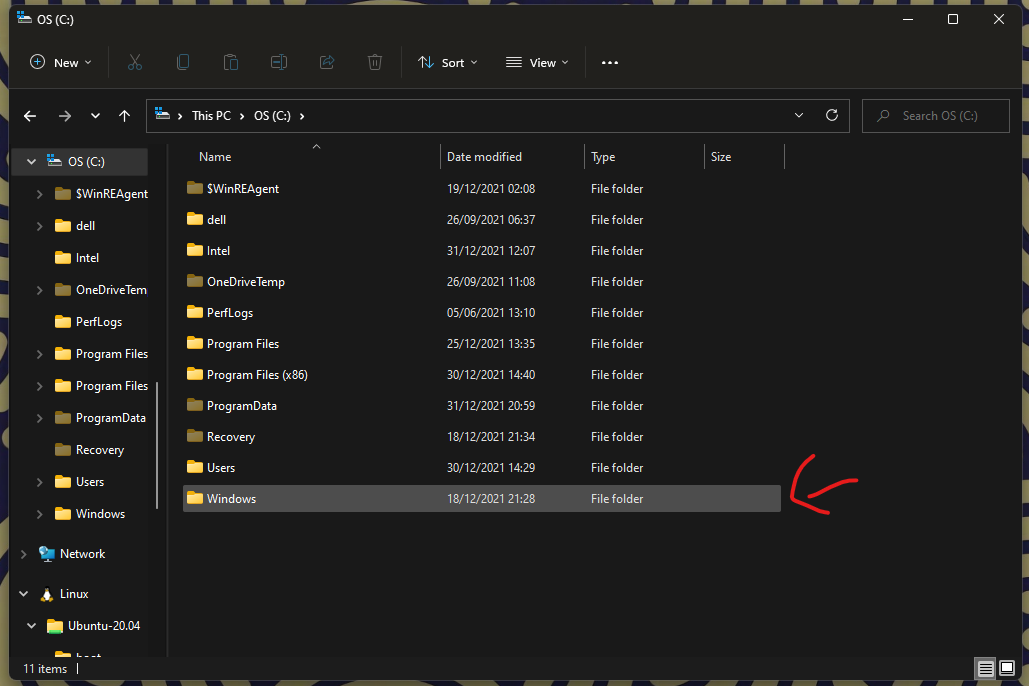 OS (C:)
New Sort View
This PC OS (C:) Search OS (C:)
OS (C:)
$WinREAgent
dell
Intel
OneDriveTem
PerfLogs
Program Files
Program Files
ProgramData
Recovery
Users
Windows
Network
Linux
Ubuntu-20.04
boot
Name Date modified Type Size
$WinREAgent 19/12/2021 02:08 File folder
dell 26/09/2021 06:37 File folder
Intel 31/12/2021 12:07 File folder
OneDriveTemp 26/09/2021 11:08 File folder
PerfLogs 05/06/2021 13:10 File folder
Program Files 25/12/2021 13:35 File folder
Program Files (x86) 30/12/2021 14:40 File folder
ProgramData 31/12/2021 20:59 File folder
Recovery 18/12/2021 21:34 File folder
Users 30/12/2021 14:29 File folder
Windows 18/12/2021 21:28 File folder
11 items